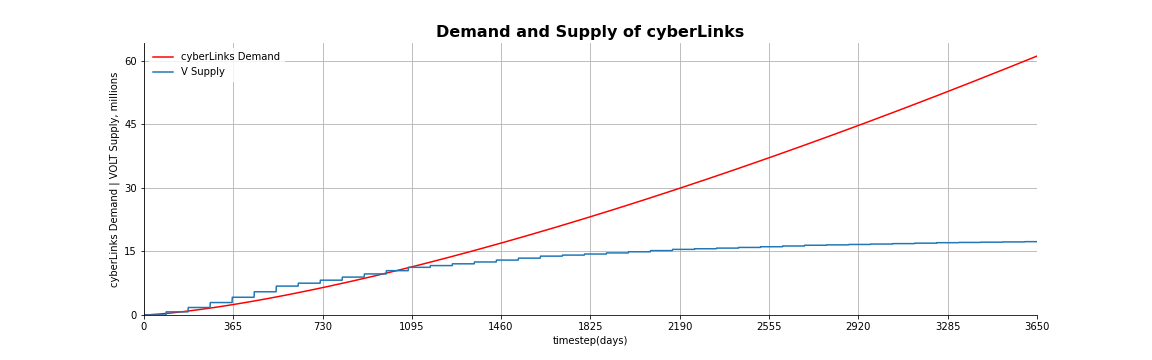 Demand and Supply of cyberLinks
cyberLinks Demand
V Supply
cyberLinks Demand | VOLT Supply, millions
60
45
30
15
0
0 365 730 1095 1460 1825 2190 2555 2920 3285 3650
timestep(days)